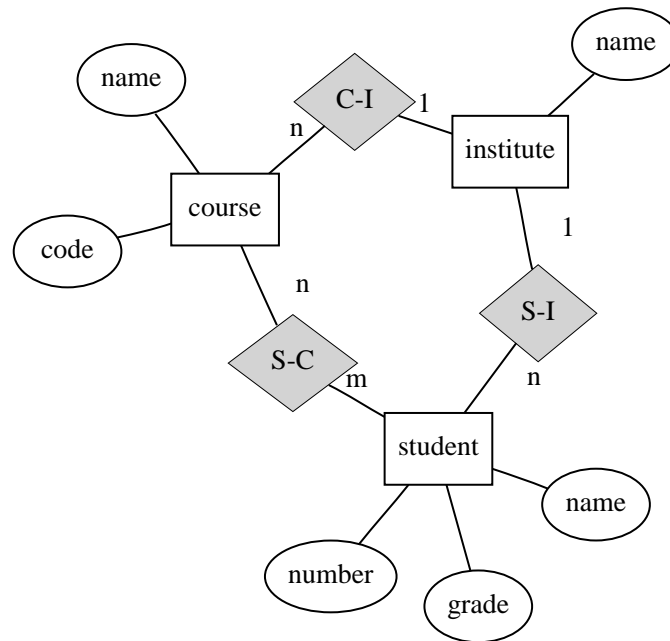 name
name
C-I
1
n
institute
course
1
code
n
S-I
S-C
m
n
student
name
number
grade